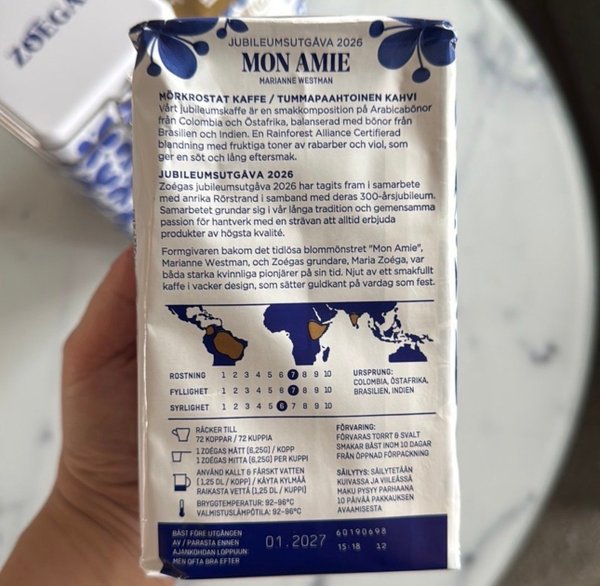 ZOÉGAS
JUBILEUMSUTGÅVA 2026
MON AMIE
MARIANNE WESTMAN
MÖRKROSTAT KAFFE / TUMMAPAAHTOINEN KAHVI
Vårt jubileumskaffe är en smakkomposition på Arabicabönor
från Colombia och Östafrika, balanserad med bönor från
Brasilien och Indien. En Rainforest Alliance Certifierad
blandning med fruktiga toner av rabarber och viol, som
ger en söt och lång eftersmak.
JUBILEUMSUTGÅVA 2026
Zoégas jubileumsutgåva 2026 har tagits fram i samarbete
med anrika Rörstrand i samband med deras 300-årsjubileum.
Samarbetet grundar sig i vår långa tradition och gemensamma
passion för hantverk med en strävan att alltid erbjuda
produkter av högsta kvalité.
Formgivaren bakom det tidlösa blommönstret "Mon Amie",
Marianne Westman, och Zoégas grundare, Maria Zoéga, var
båda starka kvinnliga pionjärer på sin tid. Njut av ett smakfullt
kaffe i vacker design, som sätter guldkant på vardag som fest.
ROSTNING 1 2 3 4 5 6 7 8 9 10
FYLLIGHET 1 2 3 4 5 6 7 8 9 10
SYRLIGHET 1 2 3 4 5 6 7 8 9 10
URSPRUNG:
COLOMBIA, ÖSTAFRIKA,
BRASILIEN, INDIEN
RÄCKER TILL
72 KOPPAR / 72 KUPPIA
1 ZOÉGAS MÅTT (6,25G) / KOPP
1 ZOÉGAS MITTA (6,25G) PER KUPPI
ANVÄND KALLT & FÄRSKT VATTEN
(1,25 DL / KOPP) / KÄYTÄ KYLMÄÄ
RAIKASTA VETTÄ (1,25 DL / KUPPI)
BRYGGTEMPERATUR: 92-96°C
VALMISTUSLÄMPÖTILA: 92-96°C
FÖRVARING:
FÖRVARAS TORRT & SVALT
SMAKAR BÄST INOM 10 DAGAR
FRÅN ÖPPNAD FÖRPACKNING
SÄILYTYS: SÄILYTETÄÄN
KUIVASSA JA VIILEÄSSÄ
MAKU PYSYY PARHAANA
10 PÄIVÄÄ PAKKAUKSEN
AVAAMISESTA
BÄST FÖRE UTGÅNGEN
AV / PARASTA ENNEN
AJANKOHDAN LOPPUUN:
MEN OFTA BRA EFTER
01.2027
60190698
15:18 12